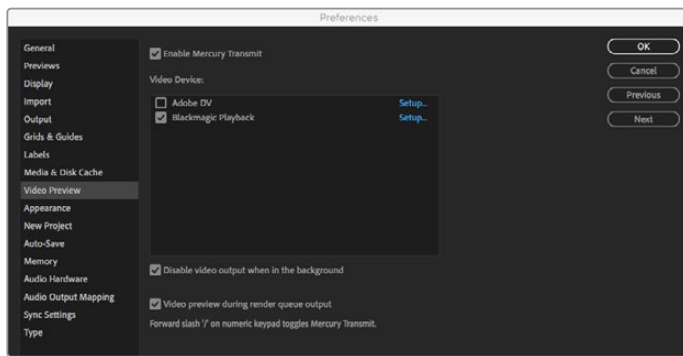 Preferences
General
Previews
Display
Import
Output
Grids & Guides
Labels
Media & Disk Cache
Video Preview
Appearance
New Project
Auto-Save
Memory
Audio Hardware
Audio Output Mapping
Sync Settings
Type
Enable Mercury Transmit
Video Device:
Adobe DV Setup...
Blackmagic Playback Setup...
Disable video output when in the background
Video preview during render queue output
Forward slash '/' on numeric keypad toggles Mercury Transmit.
OK
Cancel
Previous
Next